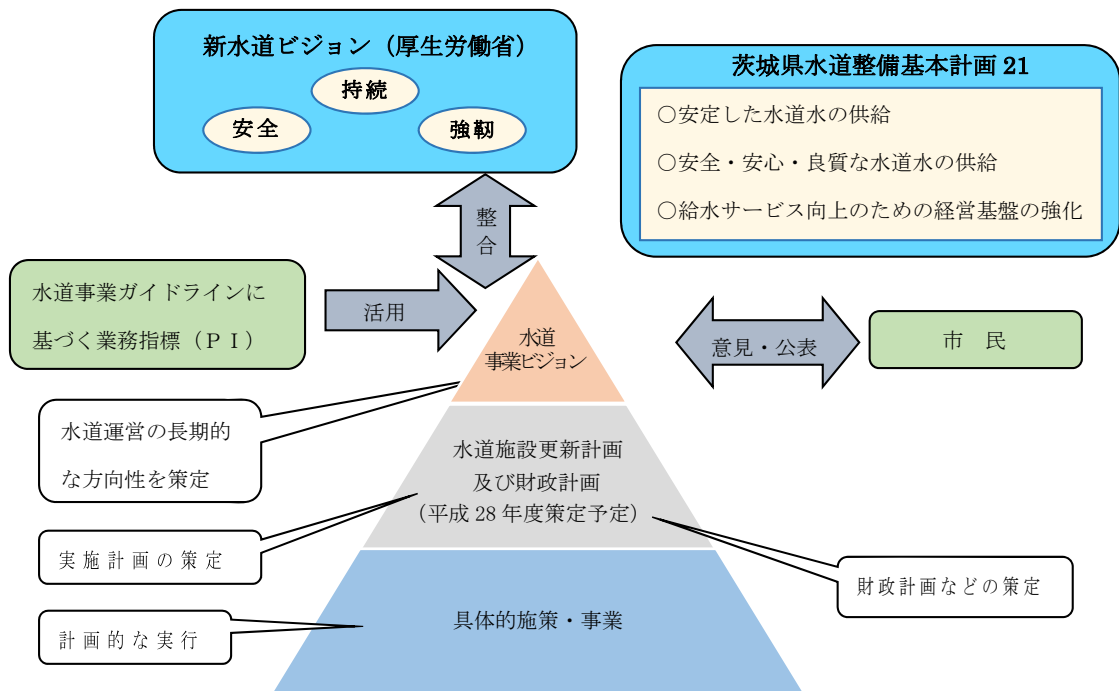 新水道ビジョン（厚生労働省）
持続
安全
強靭
茨城県水道整備基本計画 21
○安定した水道水の供給
○安全・安心・良質な水道水の供給
○給水サービス向上のための経営基盤の強化
整
合
水道事業ガイドラインに
基づく業務指標（ＰＩ）
活用
水道
事業ビジョン
意見・公表
市　民
水道運営の長期的
な方向性を策定
水道施設更新計画
及び財政計画
（平成 28 年度策定予定）
実施計画の策定
財政計画などの策定
計画的な実行
具体的施策・事業